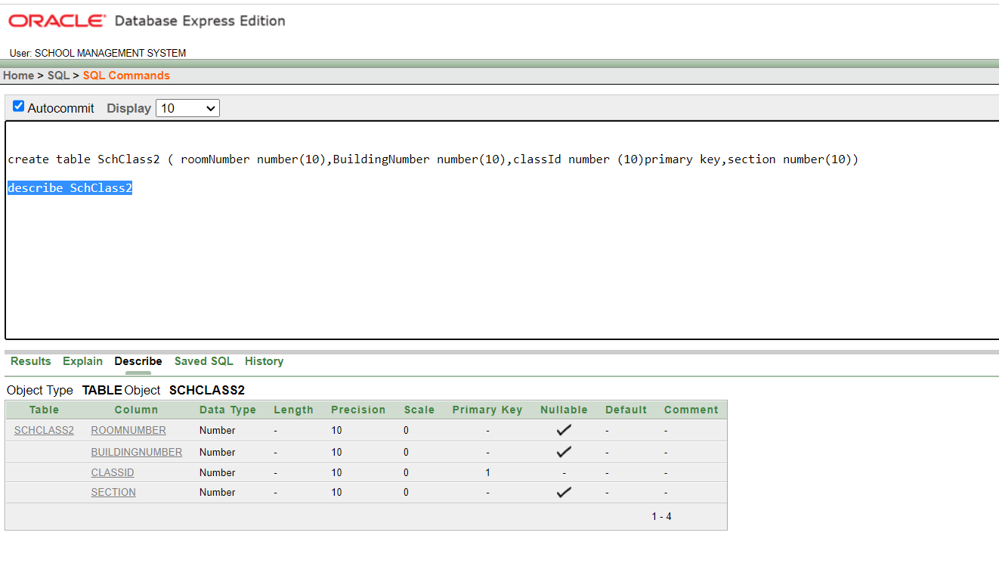 ORACLE® Database Express Edition
User: SCHOOL MANAGEMENT SYSTEM
Home > SQL > SQL Commands
Autocommit Display 10
create table SchClass2 ( roomNumber number(10),BuildingNumber number(10),classId number (10)primary key,section number(10))
describe SchClass2
Results Explain Describe Saved SQL History
Object Type TABLE Object SCHCLASS2
Table Column Data Type Length Precision Scale Primary Key Nullable Default Comment
SCHCLASS2 ROOMNUMBER Number - 10 0 - ✓ - -
BUILDINGNUMBER Number - 10 0 - ✓ - -
CLASSID Number - 10 0 1 - - -
SECTION Number - 10 0 - ✓ - -
1 - 4